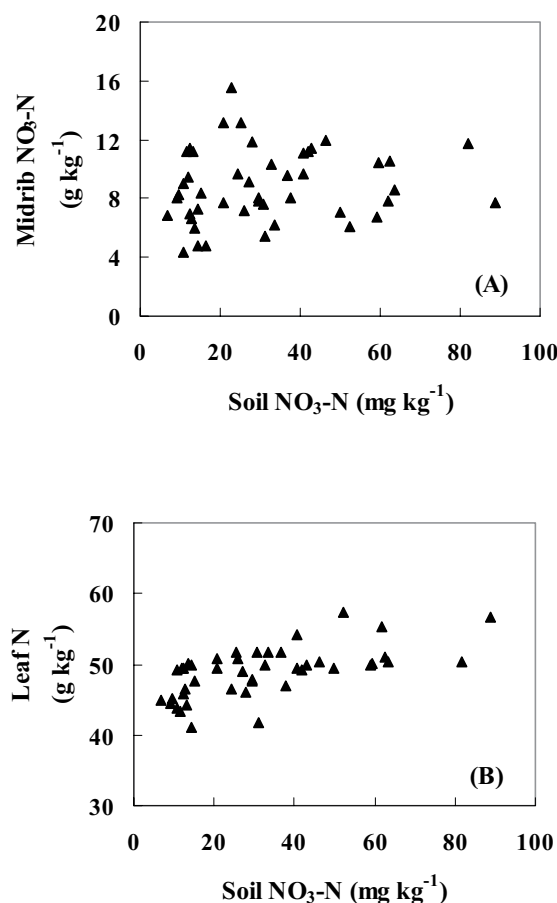 20
16
12
8
4
0
Midrib NO₃-N
(g kg⁻¹)
(A)
0 20 40 60 80 100
Soil NO₃-N (mg kg⁻¹)
70
60
50
40
30
Leaf N
(g kg⁻¹)
(B)
0 20 40 60 80 100
Soil NO₃-N (mg kg⁻¹)